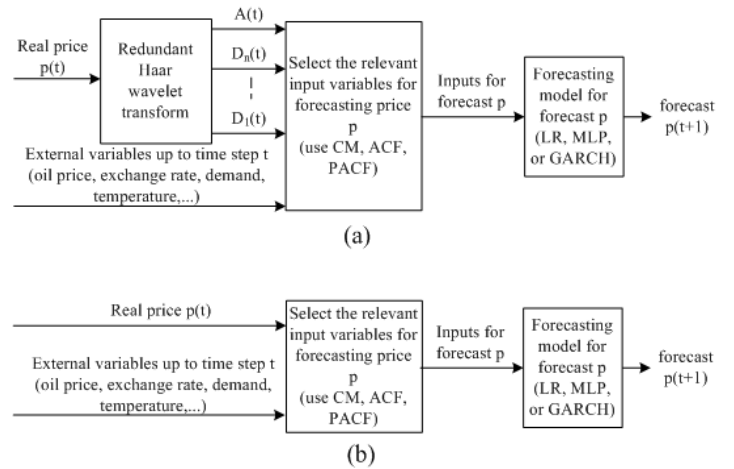 A(t)
Real price
p(t)
Redundant
Haar
wavelet
transform
Dn(t)
D1(t)
External variables up to time step t
(oil price, exchange rate, demand,
temperature,...)
Select the relevant
input variables for
forecasting price
p
(use CM, ACF,
PACF)
Inputs for
forecast p
Forecasting
model for
forecast p
(LR, MLP,
or GARCH)
forecast
p(t+1)
(a)
Real price p(t)
External variables up to time step t
(oil price, exchange rate, demand,
temperature,...)
Select the relevant
input variables for
forecasting price
p
(use CM, ACF,
PACF)
Inputs for
forecast p
Forecasting
model for
forecast p
(LR, MLP,
or GARCH)
forecast
p(t+1)
(b)